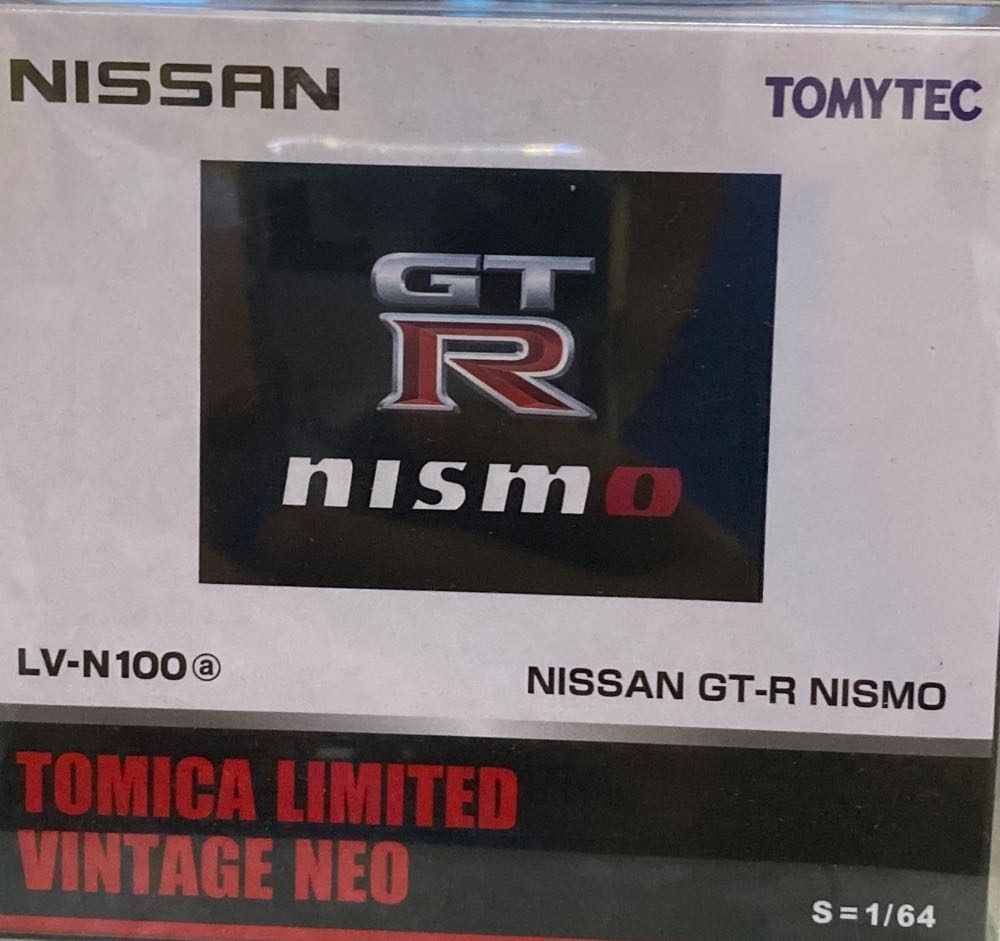 NISSAN
TOMYTEC
GT
R
nismo
LV-N100ⓐ
NISSAN GT-R NISMO
TOMICA LIMITED
VINTAGE NEO
S=1/64